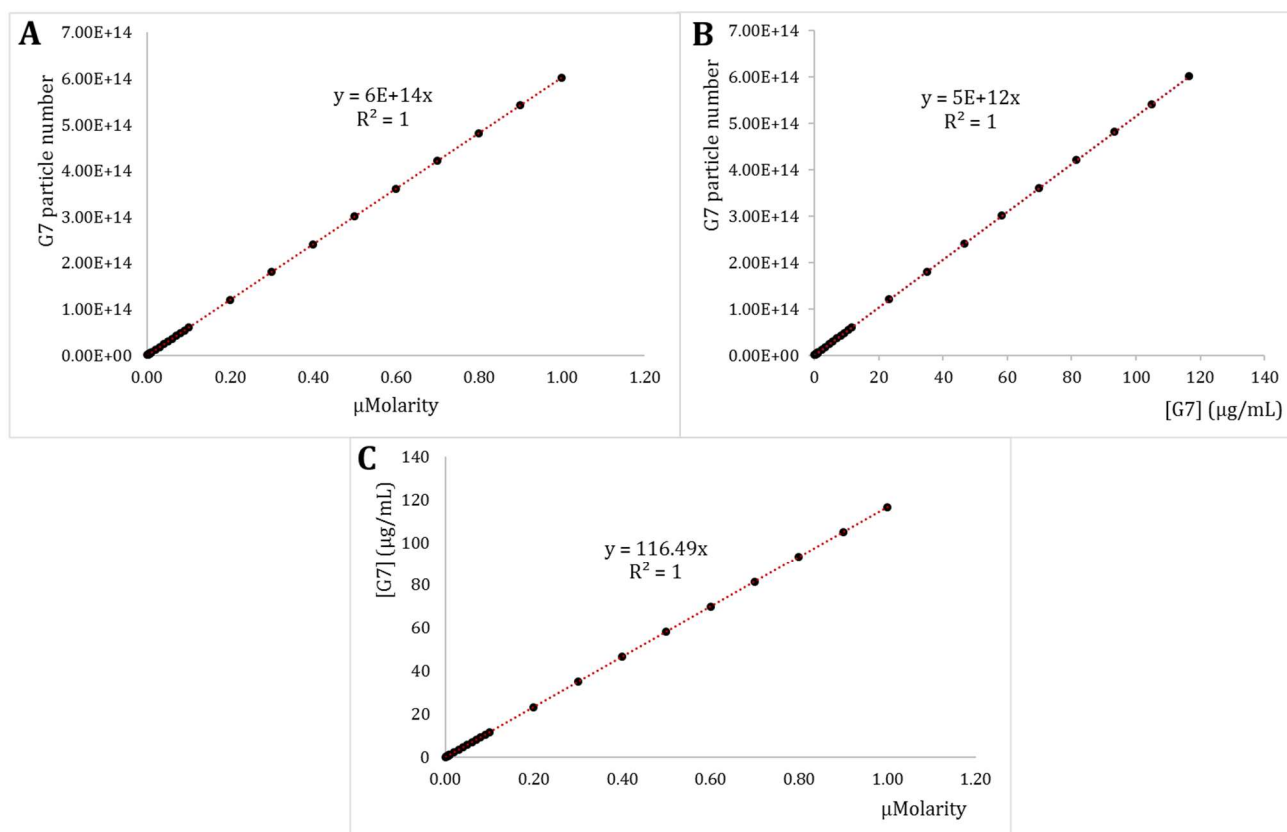 A
7.00E+14
6.00E+14
5.00E+14
4.00E+14
3.00E+14
2.00E+14
1.00E+14
0.00E+00
G7 particle number
y = 6E+14x
R² = 1
0.00 0.20 0.40 0.60 0.80 1.00 1.20
µMolarity
B
7.00E+14
6.00E+14
5.00E+14
4.00E+14
3.00E+14
2.00E+14
1.00E+14
0.00E+00
G7 particle number
y = 5E+12x
R² = 1
0 20 40 60 80 100 120 140
[G7] (µg/mL)
C
140
120
100
80
60
40
20
0
[G7] (µg/mL)
y = 116.49x
R² = 1
0.00 0.20 0.40 0.60 0.80 1.00 1.20
µMolarity